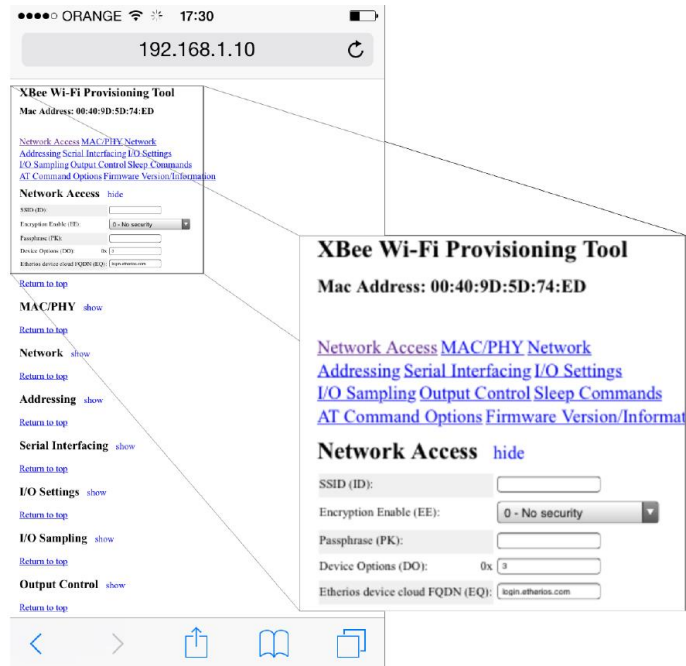 ORANGE 17:30
192.168.1.10
XBee Wi-Fi Provisioning Tool
Mac Address: 00:40:9D:5D:74:ED
Network Access MAC/PHY Network
Addressing Serial Interfacing I/O Settings
I/O Sampling Output Control Sleep Commands
AT Command Options Firmware Version/Information
Network Access hide
SSID (ID):
Encryption Enable (EE): 0 - No security
Passphrase (PK):
Device Options (DO): 0x 3
Etherios device cloud FQDN (EQ): login.etherios.com
Return to top
MAC/PHY show
Return to top
Network show
Return to top
Addressing show
Return to top
Serial Interfacing show
Return to top
I/O Settings show
Return to top
I/O Sampling show
Return to top
Output Control show
Return to top
XBee Wi-Fi Provisioning Tool
Mac Address: 00:40:9D:5D:74:ED
Network Access MAC/PHY Network
Addressing Serial Interfacing I/O Settings
I/O Sampling Output Control Sleep Commands
AT Command Options Firmware Version/Informat
Network Access hide
SSID (ID):
Encryption Enable (EE): 0 - No security
Passphrase (PK):
Device Options (DO): 0x 3
Etherios device cloud FQDN (EQ): login.etherios.com